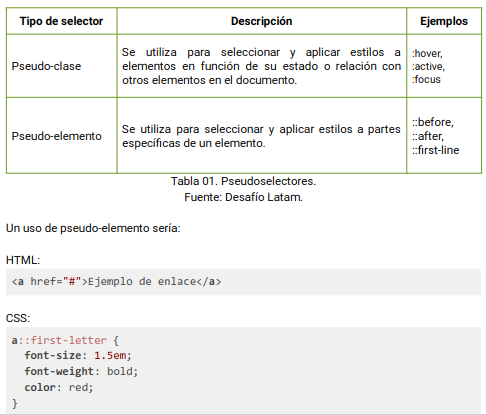 Tipo de selector Descripción Ejemplos
Pseudo-clase
Se utiliza para seleccionar y aplicar estilos a
elementos en función de su estado o relación con
otros elementos en el documento.
:hover,
:active,
:focus
Pseudo-elemento
Se utiliza para seleccionar y aplicar estilos a partes
específicas de un elemento.
::before,
::after,
::first-line
Tabla 01. Pseudoselectores.
Fuente: Desafío Latam.
Un uso de pseudo-elemento sería:
HTML:
<a href="#">Ejemplo de enlace</a>
CSS:
a::first-letter {
  font-size: 1.5em;
  font-weight: bold;
  color: red;
}